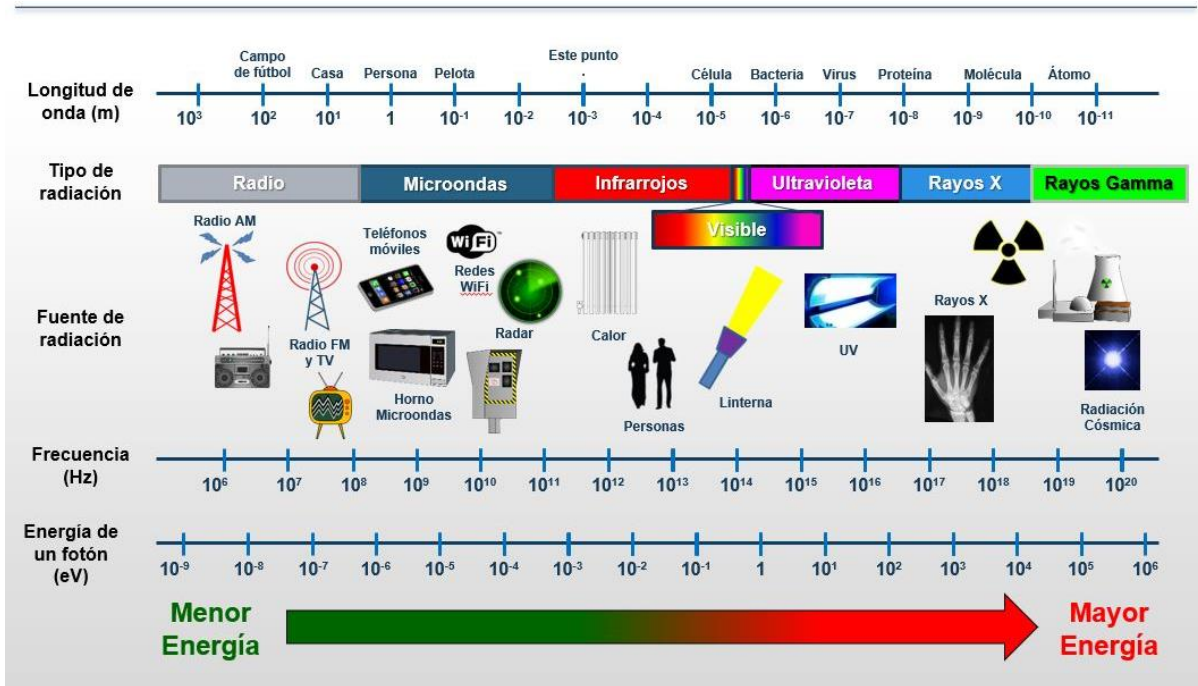 Longitud de
onda (m)
Campo
de fútbol
Casa
Persona
Pelota
Este punto
.
Célula
Bacteria
Virus
Proteína
Molécula
Átomo
10³ 10² 10¹ 1 10⁻¹ 10⁻² 10⁻³ 10⁻⁴ 10⁻⁵ 10⁻⁶ 10⁻⁷ 10⁻⁸ 10⁻⁹ 10⁻¹⁰ 10⁻¹¹
Tipo de
radiación
Radio
Microondas
Infrarrojos
Ultravioleta
Rayos X
Rayos Gamma
Visible
Fuente de
radiación
Radio AM
Radio FM
y TV
Teléfonos
móviles
Horno
Microondas
WiFi
Redes
WiFi
Radar
Calor
Personas
Linterna
UV
Rayos X
Radiación
Cósmica
Frecuencia
(Hz)
10⁶ 10⁷ 10⁸ 10⁹ 10¹⁰ 10¹¹ 10¹² 10¹³ 10¹⁴ 10¹⁵ 10¹⁶ 10¹⁷ 10¹⁸ 10¹⁹ 10²⁰
Energía de
un fotón
(eV)
10⁻⁹ 10⁻⁸ 10⁻⁷ 10⁻⁶ 10⁻⁵ 10⁻⁴ 10⁻³ 10⁻² 10⁻¹ 1 10¹ 10² 10³ 10⁴ 10⁵ 10⁶
Menor
Energía
Mayor
Energía